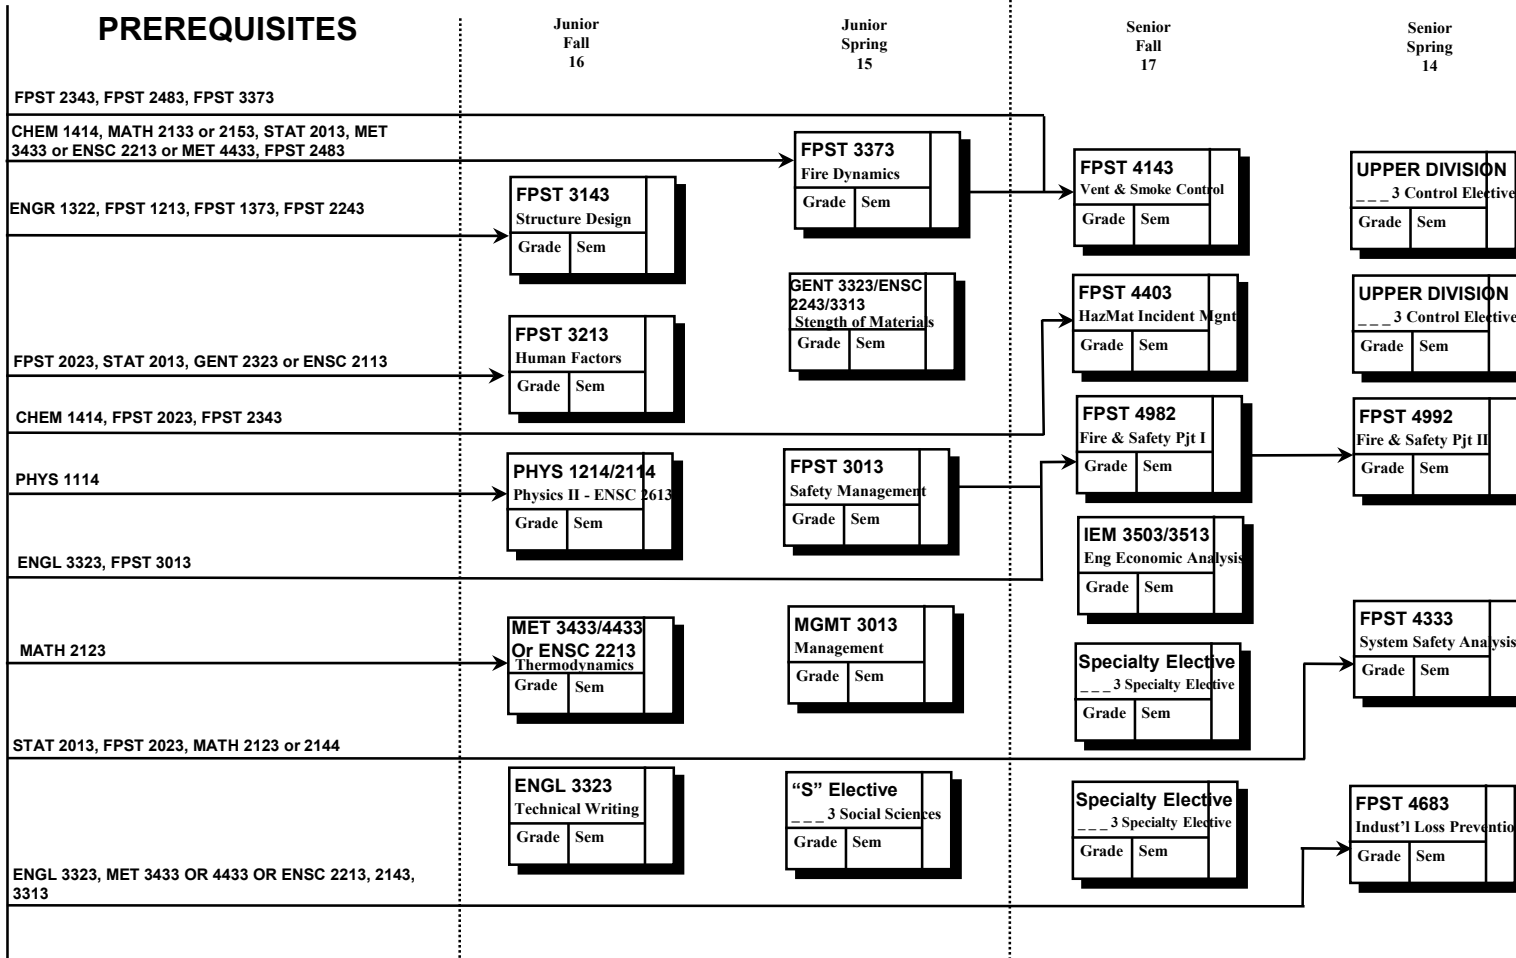 PREREQUISITES
Junior
Fall
16
Junior
Spring
15
Senior
Fall
17
Senior
Spring
14
FPST 2343, FPST 2483, FPST 3373
CHEM 1414, MATH 2133 or 2153, STAT 2013, MET
3433 or ENSC 2213 or MET 4433, FPST 2483
ENGR 1322, FPST 1213, FPST 1373, FPST 2243
FPST 2023, STAT 2013, GENT 2323 or ENSC 2113
CHEM 1414, FPST 2023, FPST 2343
PHYS 1114
ENGL 3323, FPST 3013
MATH 2123
STAT 2013, FPST 2023, MATH 2123 or 2144
ENGL 3323, MET 3433 OR 4433 OR ENSC 2213, 2143,
3313
FPST 3143
Structure Design
Grade Sem
FPST 3213
Human Factors
Grade Sem
PHYS 1214/2114
Physics II - ENSC 2613
Grade Sem
MET 3433/4433
Or ENSC 2213
Thermodynamics
Grade Sem
ENGL 3323
Technical Writing
Grade Sem
FPST 3373
Fire Dynamics
Grade Sem
GENT 3323/ENSC
2243/3313
Stength of Materials
Grade Sem
FPST 3013
Safety Management
Grade Sem
MGMT 3013
Management
Grade Sem
“S” Elective
_ _ _ 3 Social Sciences
Grade Sem
FPST 4143
Vent & Smoke Control
Grade Sem
FPST 4403
HazMat Incident Mgnt
Grade Sem
FPST 4982
Fire & Safety Pjt I
Grade Sem
IEM 3503/3513
Eng Economic Analysis
Grade Sem
Specialty Elective
_ _ _ 3 Specialty Elective
Grade Sem
Specialty Elective
_ _ _ 3 Specialty Elective
Grade Sem
UPPER DIVISION
_ _ _ 3 Control Elective
Grade Sem
UPPER DIVISION
_ _ _ 3 Control Elective
Grade Sem
FPST 4992
Fire & Safety Pjt II
Grade Sem
FPST 4333
System Safety Analysis
Grade Sem
FPST 4683
Indust’l Loss Preventio
Grade Sem